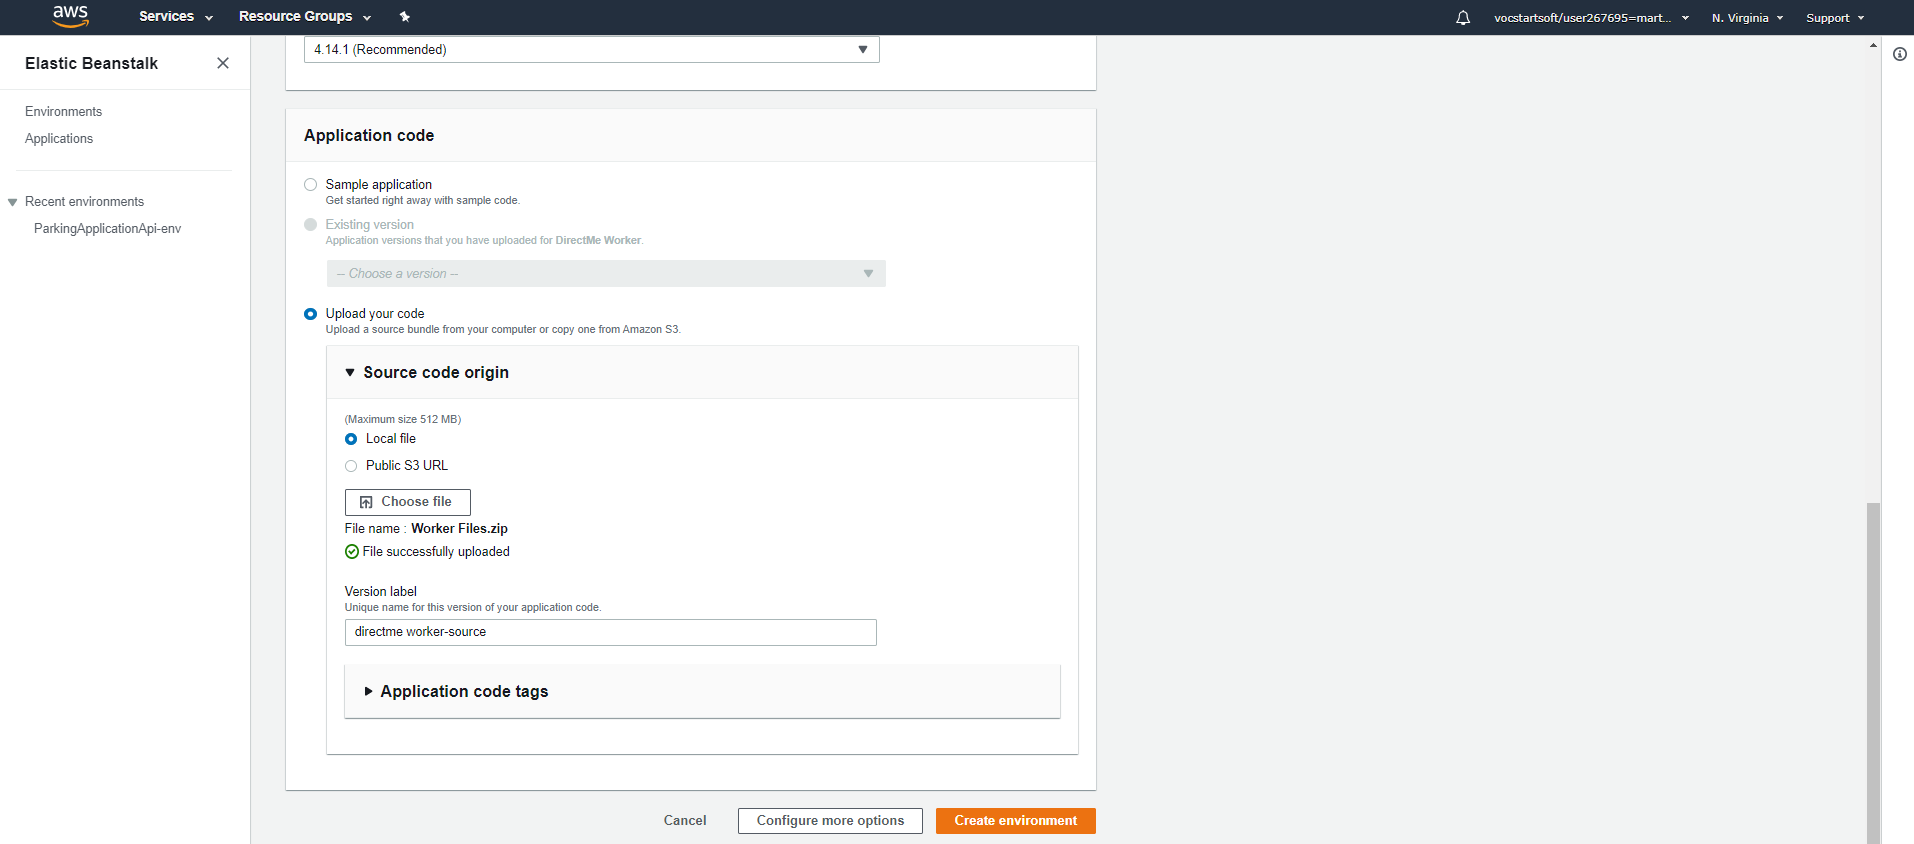 aws
Services
Resource Groups
vocstartsoft/user267695=mart...
N. Virginia
Support
Elastic Beanstalk
Environments
Applications
Recent environments
ParkingApplicationApi-env
4.14.1 (Recommended)
Application code
Sample application
Get started right away with sample code.
Existing version
Application versions that you have uploaded for DirectMe Worker.
-- Choose a version --
Upload your code
Upload a source bundle from your computer or copy one from Amazon S3.
Source code origin
(Maximum size 512 MB)
Local file
Public S3 URL
Choose file
File name : Worker Files.zip
File successfully uploaded
Version label
Unique name for this version of your application code.
directme worker-source
Application code tags
Cancel
Configure more options
Create environment